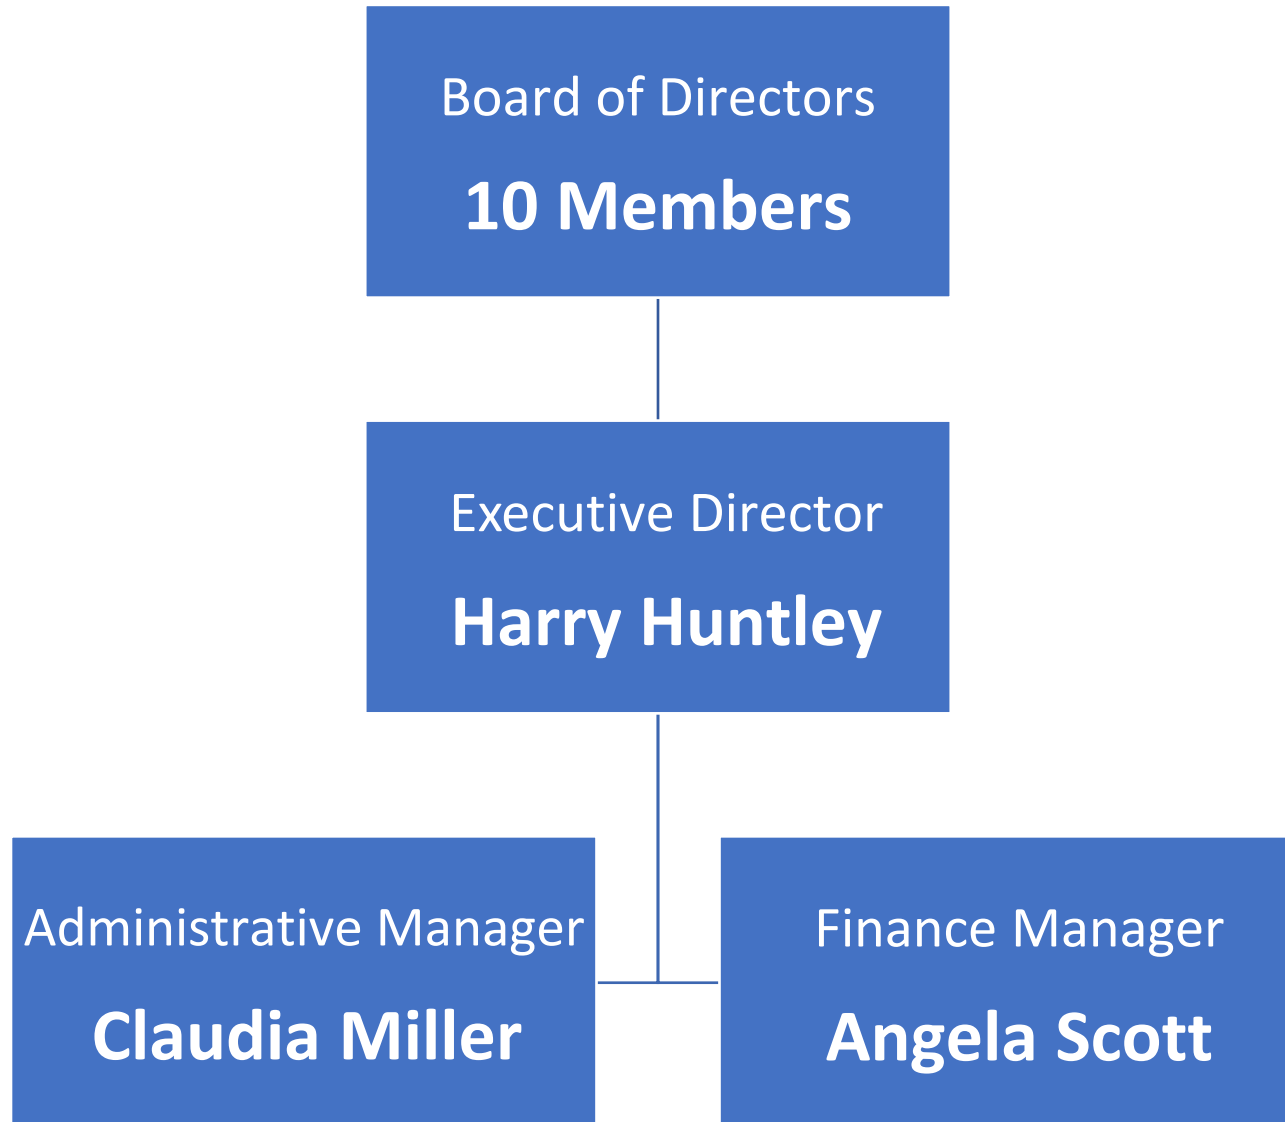 Board of Directors
10 Members
Executive Director
Harry Huntley
Administrative Manager
Claudia Miller
Finance Manager
Angela Scott